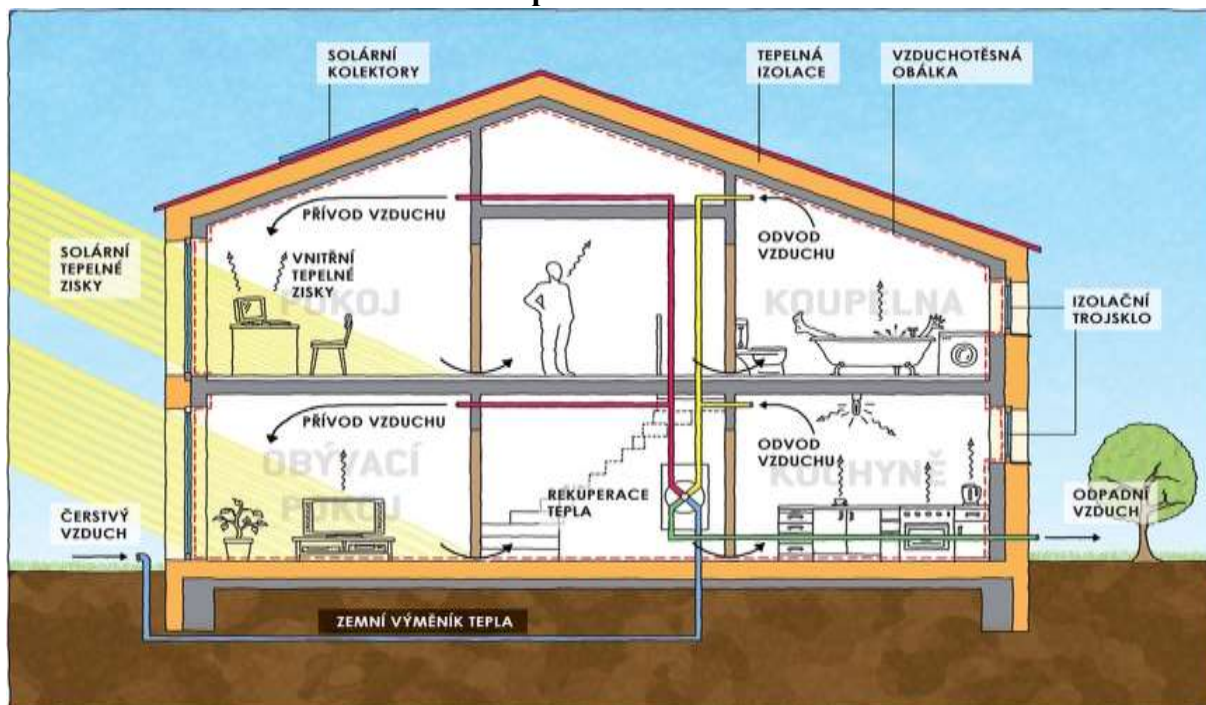 SOLÁRNÍ
KOLEKTORY
TEPELNÁ
IZOLACE
VZDUCHOTĚSNÁ
OBÁLKA
PŘÍVOD VZDUCHU
ODVOD
VZDUCHU
SOLÁRNÍ
TEPELNÉ
ZISKY
VNITŘNÍ
TEPELNÉ
ZISKY
POKOJ
KOUPELNA
IZOLAČNÍ
TROJSKLO
PŘÍVOD VZDUCHU
ODVOD
VZDUCHU
OBÝVACÍ
POKOJ
KUCHYNĚ
REKUPERACE
TEPLA
ČERSTVÝ
VZDUCH
ODPADNÍ
VZDUCH
ZEMNÍ VÝMĚNÍK TEPLA